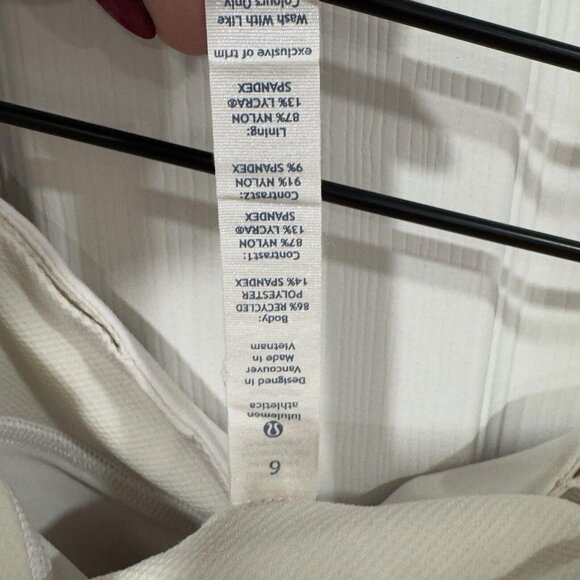 6
lululemon
athletica
Designed in
Vancouver
Made in
Vietnam
Body:
86% RECYCLED
POLYESTER
14% SPANDEX
Contrast1:
87% NYLON
13% LYCRA®
SPANDEX
Contrast2:
91% NYLON
9% SPANDEX
Lining:
87% NYLON
13% LYCRA®
SPANDEX
exclusive of trim
Wash With Like
Colours Only